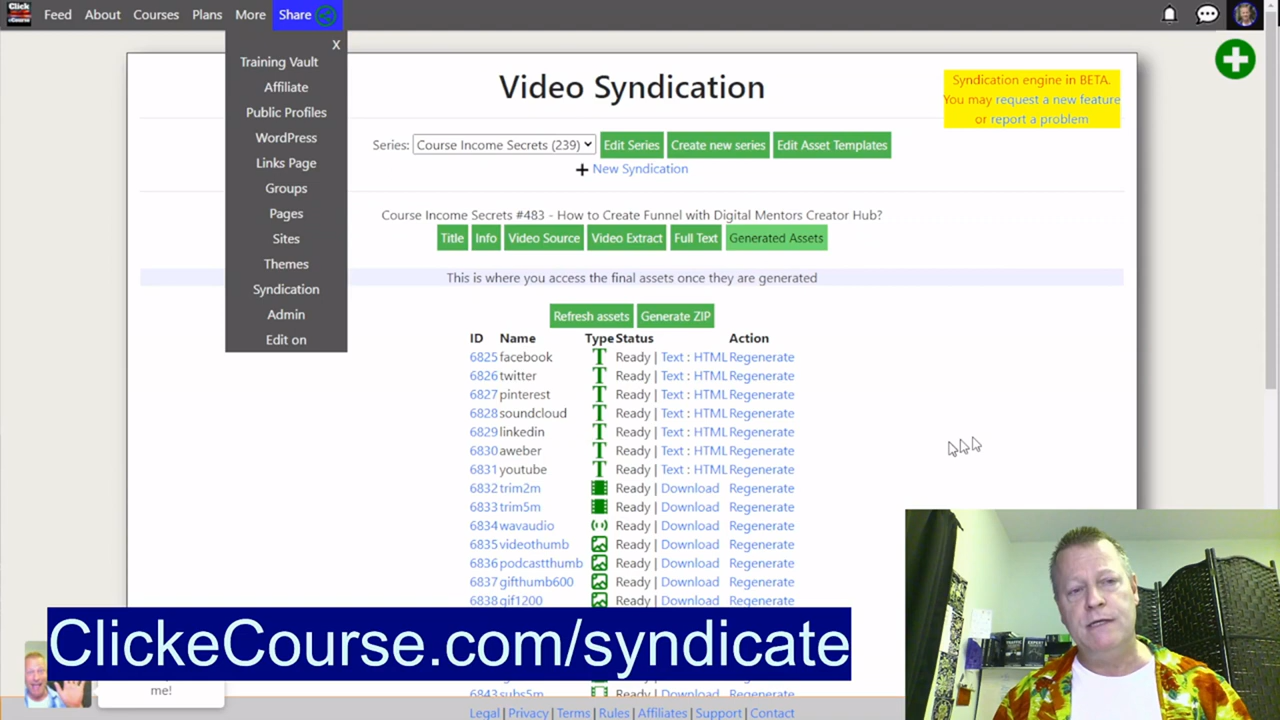 Click
eCourse
Feed About Courses Plans More Share
X
Training Vault
Affiliate
Public Profiles
WordPress
Links Page
Groups
Pages
Sites
Themes
Syndication
Admin
Edit on
Video Syndication
Syndication engine in BETA.
You may request a new feature
or report a problem
Series: Course Income Secrets (239) Edit Series Create new series Edit Asset Templates
New Syndication
Course Income Secrets #483 - How to Create Funnel with Digital Mentors Creator Hub?
Title Info Video Source Video Extract Full Text Generated Assets
This is where you access the final assets once they are generated
Refresh assets Generate ZIP
ID Name Type Status Action
6825 facebook T Ready | Text : HTML Regenerate
6826 twitter T Ready | Text : HTML Regenerate
6827 pinterest T Ready | Text : HTML Regenerate
6828 soundcloud T Ready | Text : HTML Regenerate
6829 linkedin T Ready | Text : HTML Regenerate
6830 aweber T Ready | Text : HTML Regenerate
6831 youtube T Ready | Text : HTML Regenerate
6832 trim2m Ready | Download Regenerate
6833 trim5m Ready | Download Regenerate
6834 wavaudio Ready | Download Regenerate
6835 videothumb Ready | Download Regenerate
6836 podcastthumb Ready | Download Regenerate
6837 gifthumb600 Ready | Download Regenerate
6838 gif1200 Ready | Download Regenerate
ClickeCourse.com/syndicate
me!
6843 subs5m Ready | Download Regenerate
Legal | Privacy | Terms | Rules | Affiliates | Support | Contact